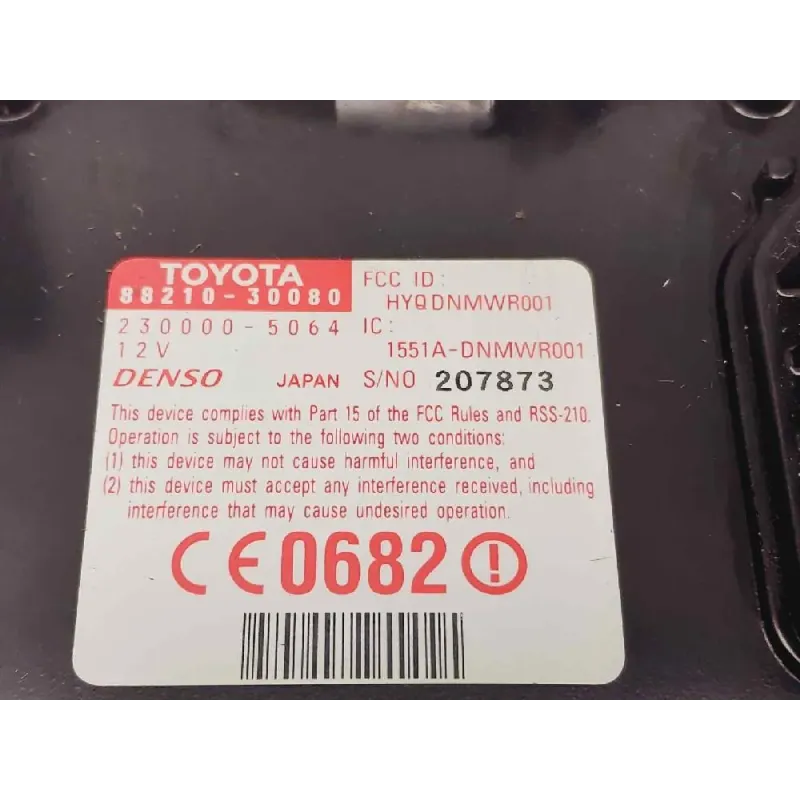 TOYOTA
88210-30080
230000-5064
12V
DENSO JAPAN
FCC ID:
HYQDNMWR001
IC:
1551A-DNMWR001
S/NO 207873
This device complies with Part 15 of the FCC Rules and RSS-210.
Operation is subject to the following two conditions:
(1) this device may not cause harmful interference, and
(2) this device must accept any interference received, including
interference that may cause undesired operation.
CE0682